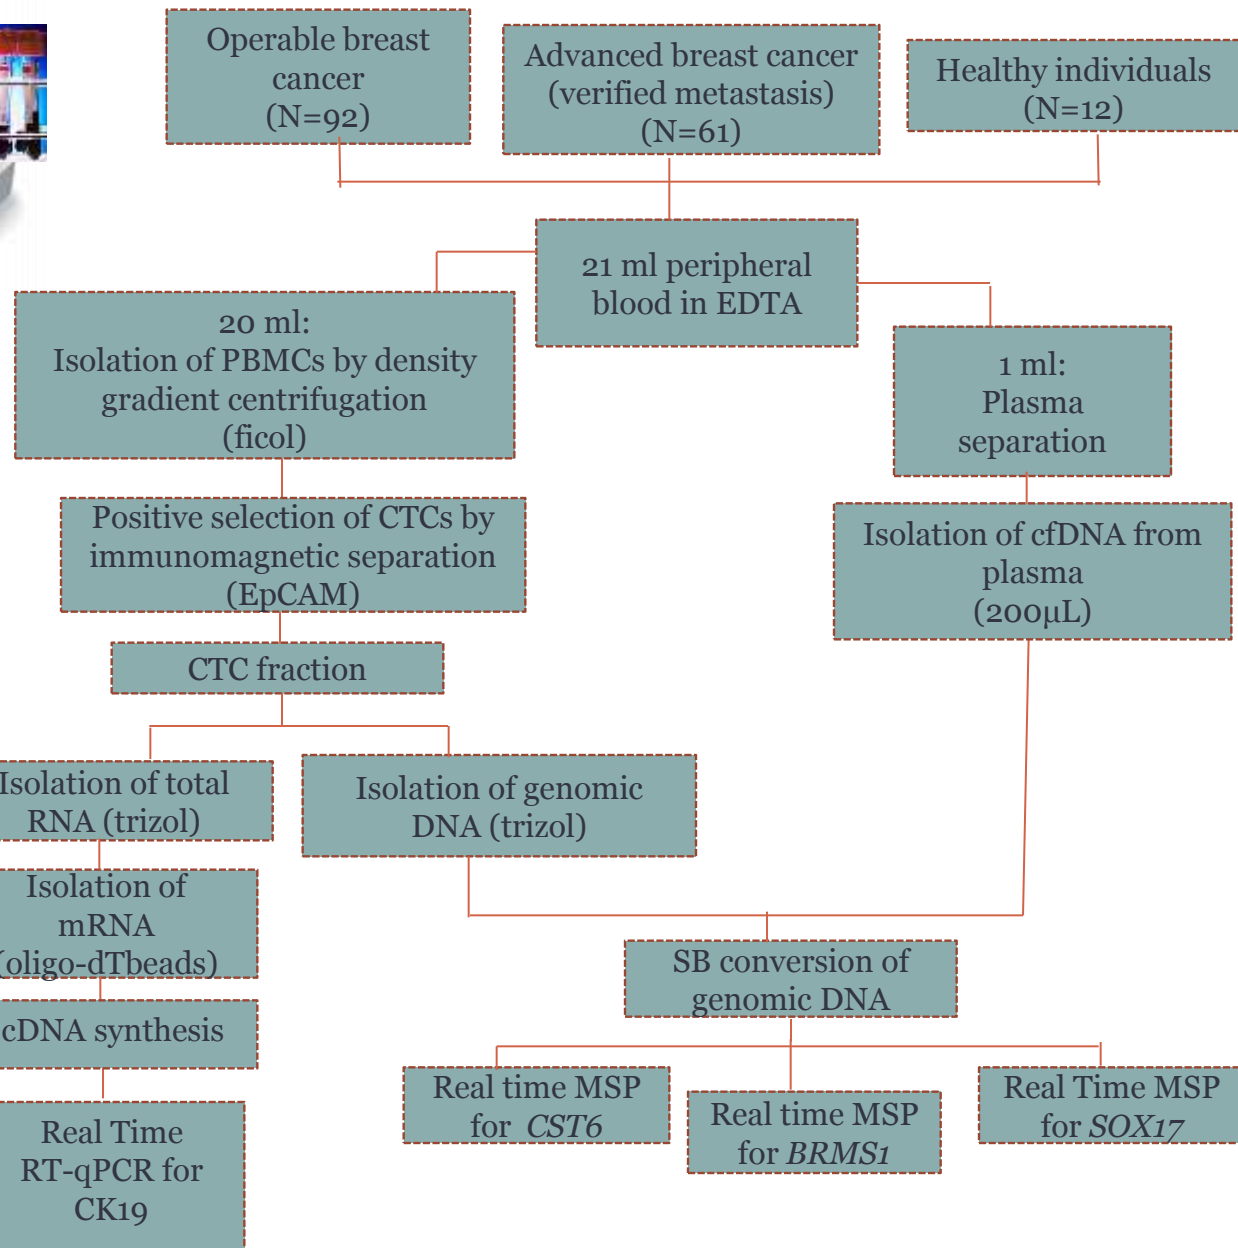 Operable breast
cancer
(N=92)
Advanced breast cancer
(verified metastasis)
(N=61)
Healthy individuals
(N=12)
21 ml peripheral
blood in EDTA
20 ml:
Isolation of PBMCs by density
gradient centrifugation
(ficol)
1 ml:
Plasma
separation
Positive selection of CTCs by
immunomagnetic separation
(EpCAM)
Isolation of cfDNA from
plasma
(200µL)
CTC fraction
Isolation of total
RNA (trizol)
Isolation of genomic
DNA (trizol)
Isolation of
mRNA
(oligo-dTbeads)
SB conversion of
genomic DNA
cDNA synthesis
Real time MSP
for CST6
Real time MSP
for BRMS1
Real Time MSP
for SOX17
Real Time
RT-qPCR for
CK19